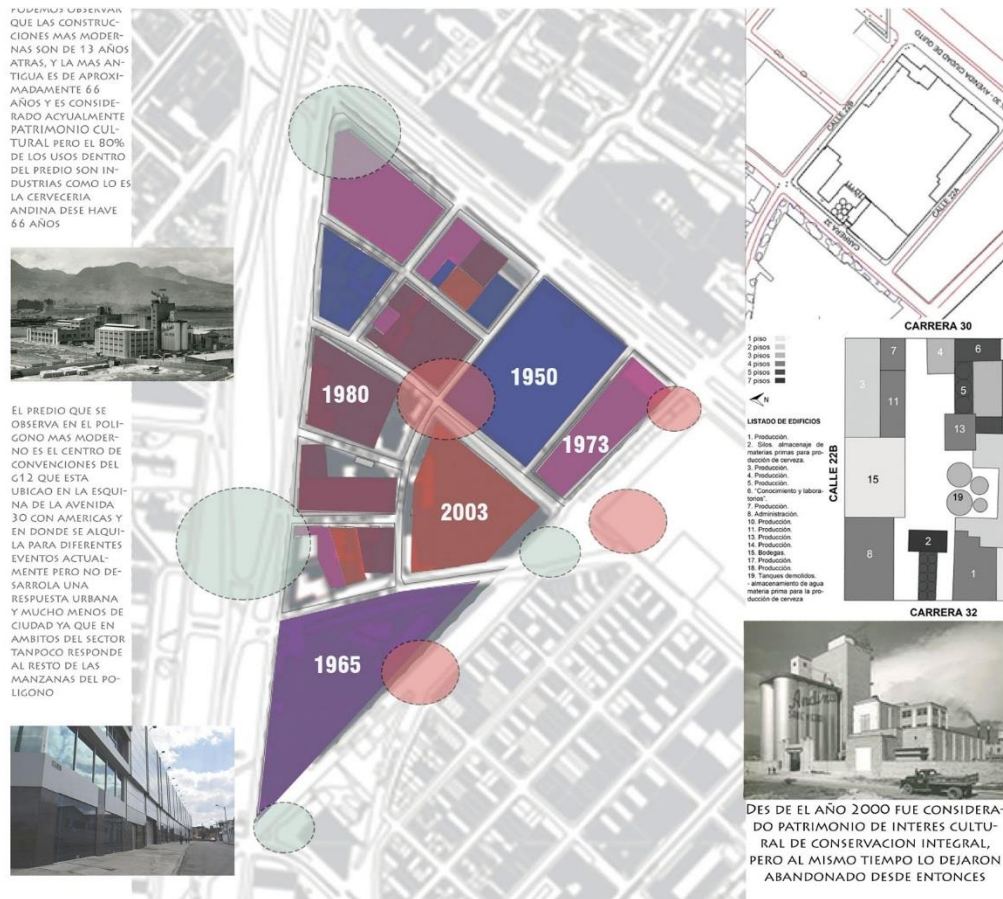 PODEMOS OBSERVAR
QUE LAS CONSTRUC-
CIONES MAS MODER-
NAS SON DE 13 AÑOS
ATRAS, Y LA MAS AN-
TIGUA ES DE APROXI-
MADAMENTE 66
AÑOS Y ES CONSIDE-
RADO ACYUALMENTE
PATRIMONIO CUL-
TURAL PERO EL 80%
DE LOS USOS DENTRO
DEL PREDIO SON IN-
DUSTRIAS COMO LO ES
LA CERVECERIA
ANDINA DESE HAVE
66 AÑOS
EL PREDIO QUE SE
OBSERVA EN EL POLI-
GONO MAS MODER-
NO ES EL CENTRO DE
CONVENCIONES DEL
G12 QUE ESTA
UBICAO EN LA ESQUI-
NA DE LA AVENIDA
30 CON AMERICAS Y
EN DONDE SE ALQUI-
LA PARA DIFERENTES
EVENTOS ACTUAL-
MENTE PERO NO DE-
SARROLA UNA
RESPUESTA URBANA
Y MUCHO MENOS DE
CIUDAD YA QUE EN
AMBITOS DEL SECTOR
TANPOCO RESPONDE
AL RESTO DE LAS
MANZANAS DEL PO-
LIGONO
1980
1950
1973
2003
1965
AVENIDA CIUDAD DE QUITO - AVENIDA 30
CALLE 22B
CALLE 22A
CARRERA 32
CARRERA 30
1 piso
2 pisos
3 pisos
4 pisos
5 pisos
7 pisos
N
LISTADO DE EDIFICIOS
1. Producción.
2. Silos, almacenaje de
materias primas para pro-
ducción de cerveza.
3. Producción.
4. Producción.
5. Producción.
6. "Conocimiento y labora-
torios".
7. Producción.
8. Administración.
10. Producción.
11. Producción.
13. Producción.
14. Producción.
15. Bodegas.
17. Producción.
18. Producción.
19. Tanques demolidos.
- almacenamiento de agua
materia prima para la pro-
ducción de cerveza
CALLE 22B
7
4
6
3
11
5
13
15
19
2
8
1
CARRERA 32
Andina
DES DE EL AÑO 2000 FUE CONSIDERA-
DO PATRIMONIO DE INTERES CULTU-
RAL DE CONSERVACION INTEGRAL,
PERO AL MISMO TIEMPO LO DEJARON
ABANDONADO DESDE ENTONCES